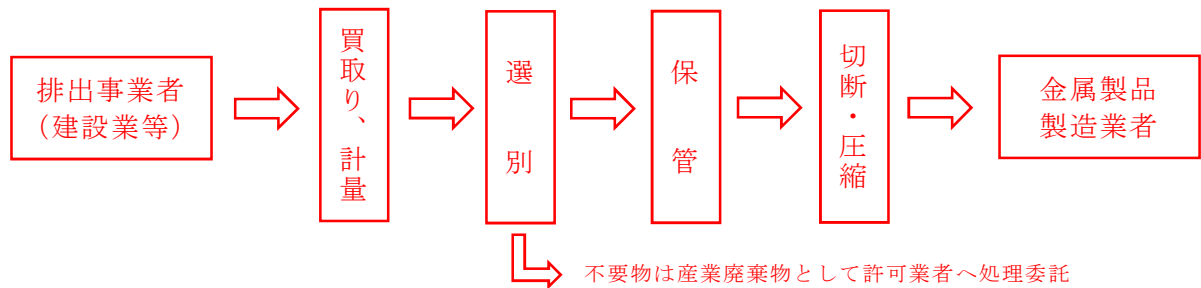 排出事業者
（建設業等）
買取り、計量
選別
保管
切断・圧縮
金属製品
製造業者
不要物は産業廃棄物として許可業者へ処理委託